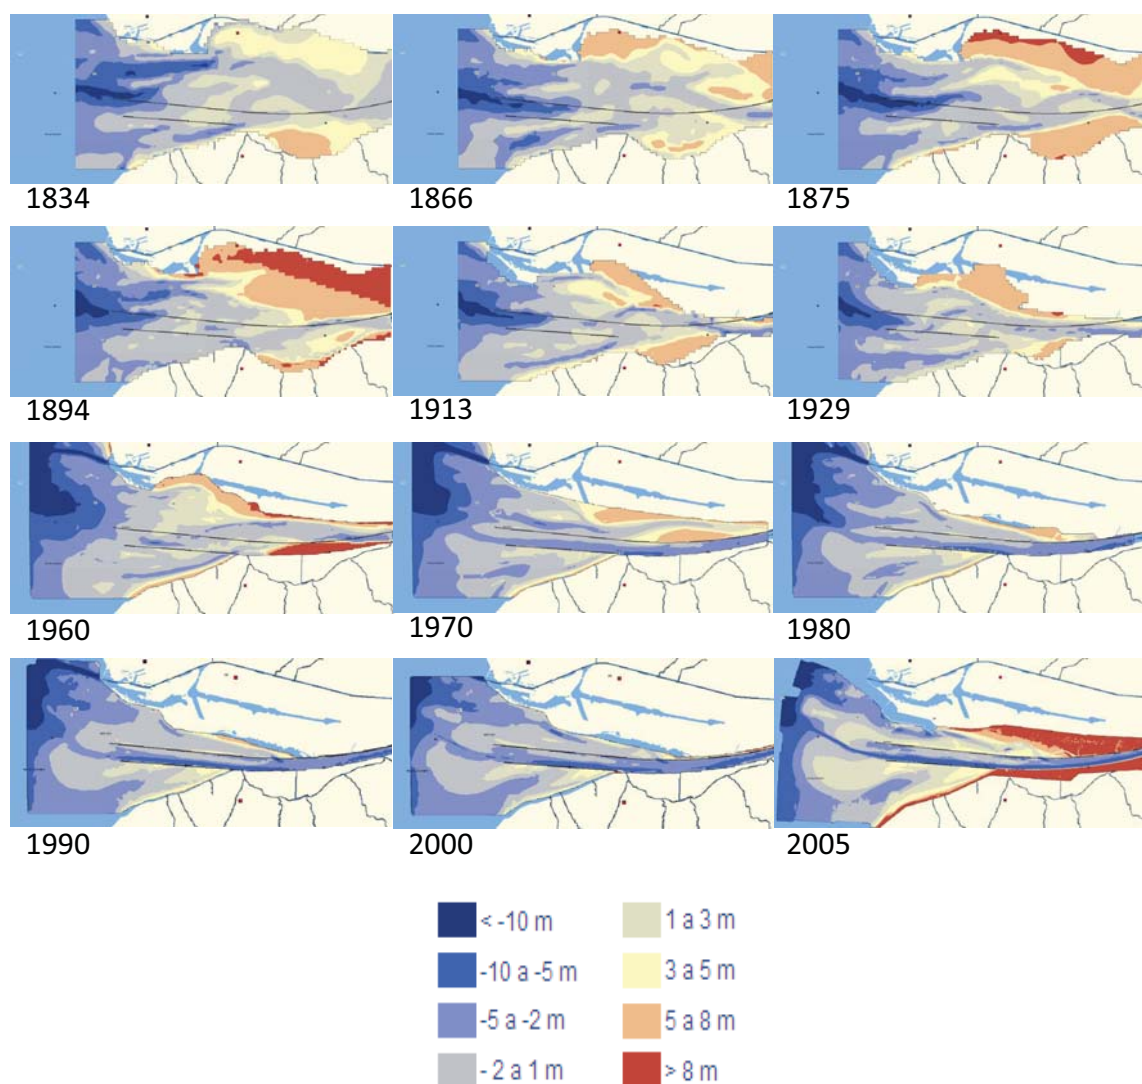 1834 1866 1875
1894 1913 1929
1960 1970 1980
1990 2000 2005
< -10 m 1 a 3 m
-10 a -5 m 3 a 5 m
-5 a -2 m 5 a 8 m
- 2 a 1 m > 8 m